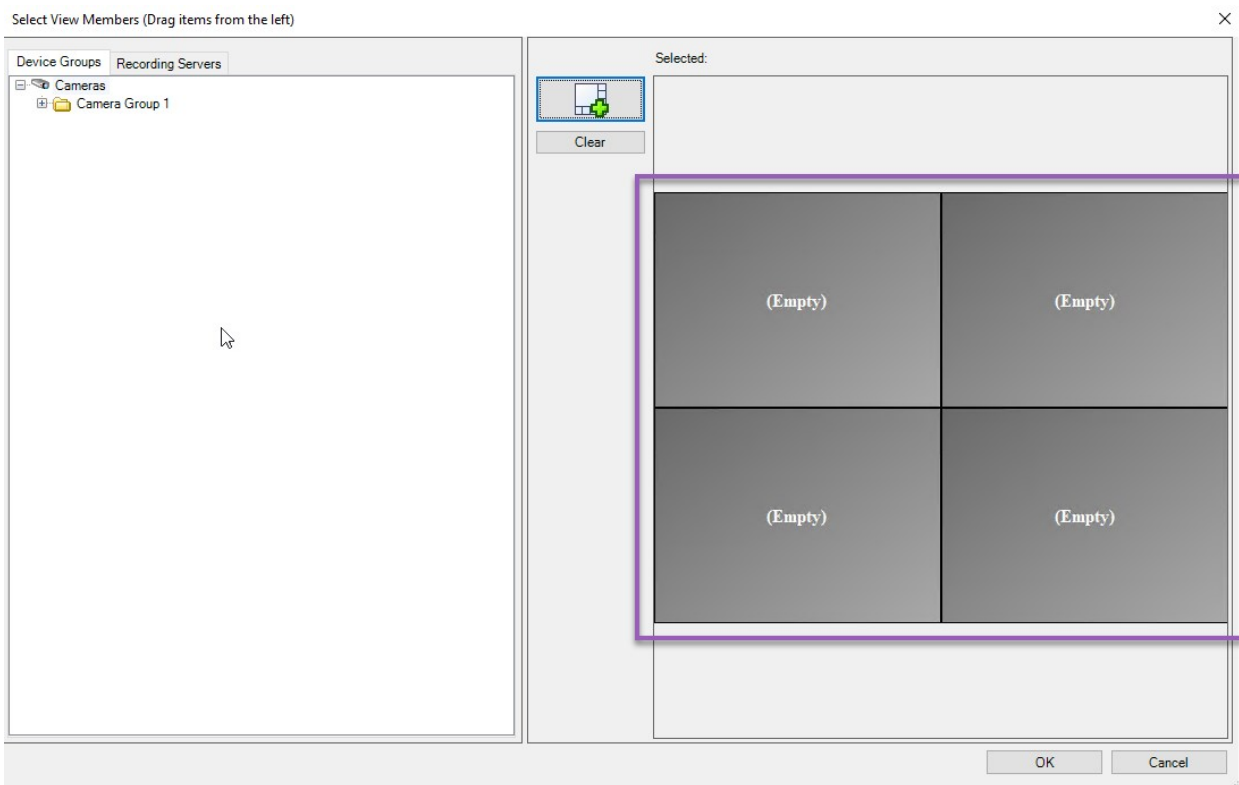 Select View Members (Drag items from the left)
Device Groups
Recording Servers
Cameras
Camera Group 1
Selected:
Clear
(Empty)
(Empty)
(Empty)
(Empty)
OK
Cancel